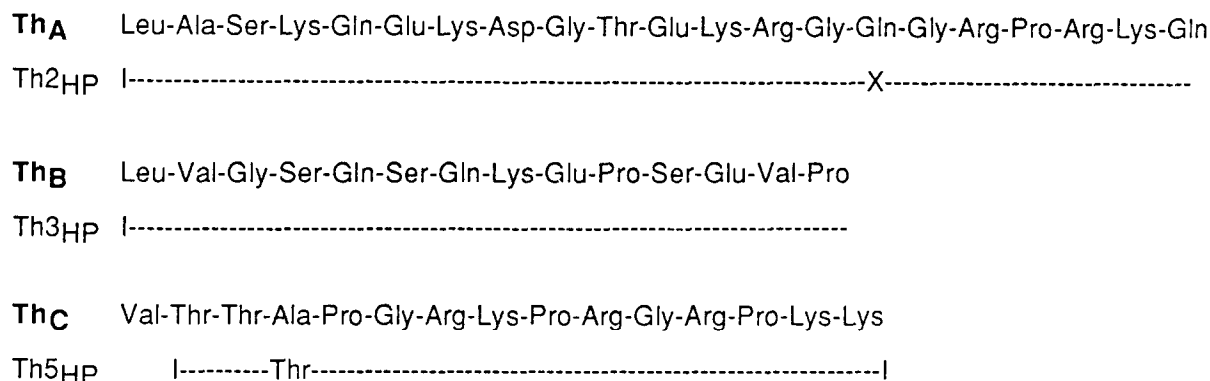 ThA Leu-Ala-Ser-Lys-Gln-Glu-Lys-Asp-Gly-Thr-Glu-Lys-Arg-Gly-Gln-Gly-Arg-Pro-Arg-Lys-Gln
Th2HP I-----------------------------------------------------------------------------------X----------------------------------
ThB Leu-Val-Gly-Ser-Gln-Ser-Gln-Lys-Glu-Pro-Ser-Glu-Val-Pro
Th3HP I--------------------------------------------------------------------------------
ThC Val-Thr-Thr-Ala-Pro-Gly-Arg-Lys-Pro-Arg-Gly-Arg-Pro-Lys-Lys
Th5HP I----------Thr---------------------------------------------------------------I